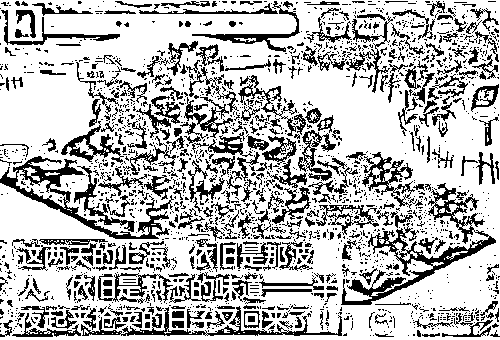 这两天的上海，依旧是那波
人，依旧是熟悉的味道——半
夜起来抢菜的日子又回来了